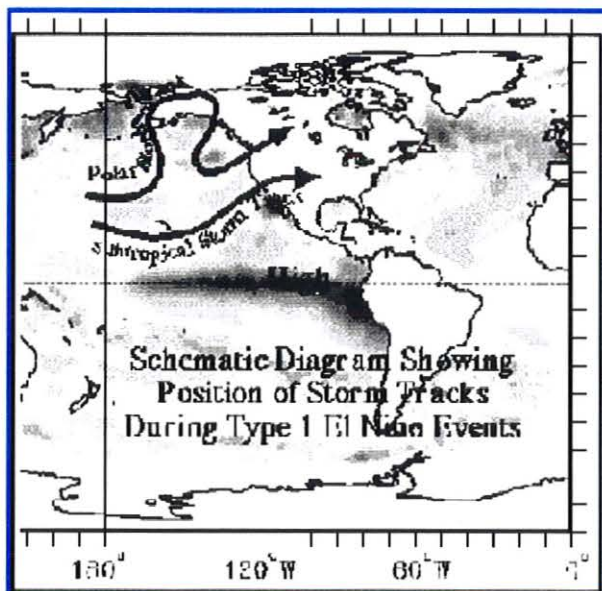 Polar
Subtropical Storm
High
Schematic Diagram Showing
Position of Storm Tracks
During Type 1 El Nino Events
180° 120°W 60°W 0°